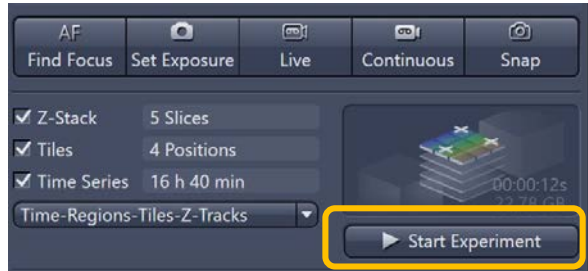 AF
Find Focus
Set Exposure
Live
Continuous
Snap
Z-Stack 5 Slices
Tiles 4 Positions
Time Series 16 h 40 min
00:00:12s
22.78 GB
Time-Regions-Tiles-Z-Tracks
Start Experiment